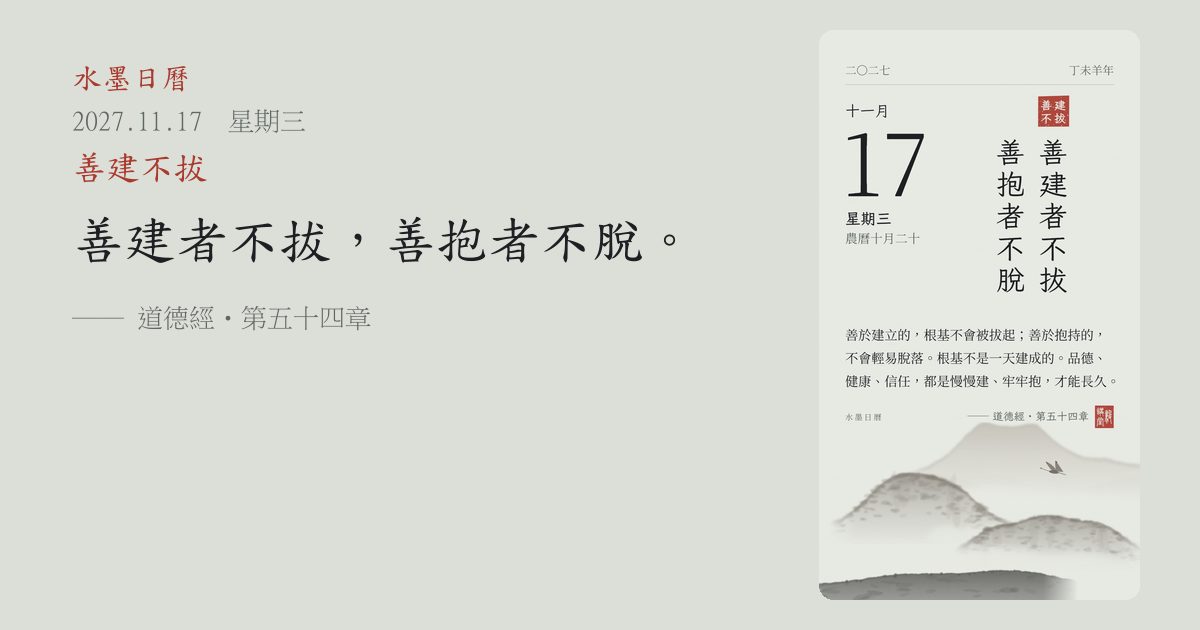 水墨日曆
2027.11.17 星期三
善建不拔
善建者不拔，善抱者不脫。
—— 道德經・第五十四章
二〇二七
丁未羊年
十一月
17
星期三
農曆十月二十
善建不拔
善建者不拔
善抱者不脫
善於建立的，根基不會被拔起；善於抱持的，
不會輕易脫落。根基不是一天建成的。品德、
健康、信任，都是慢慢建、牢牢抱，才能長久。
水墨日曆
—— 道德經・第五十四章